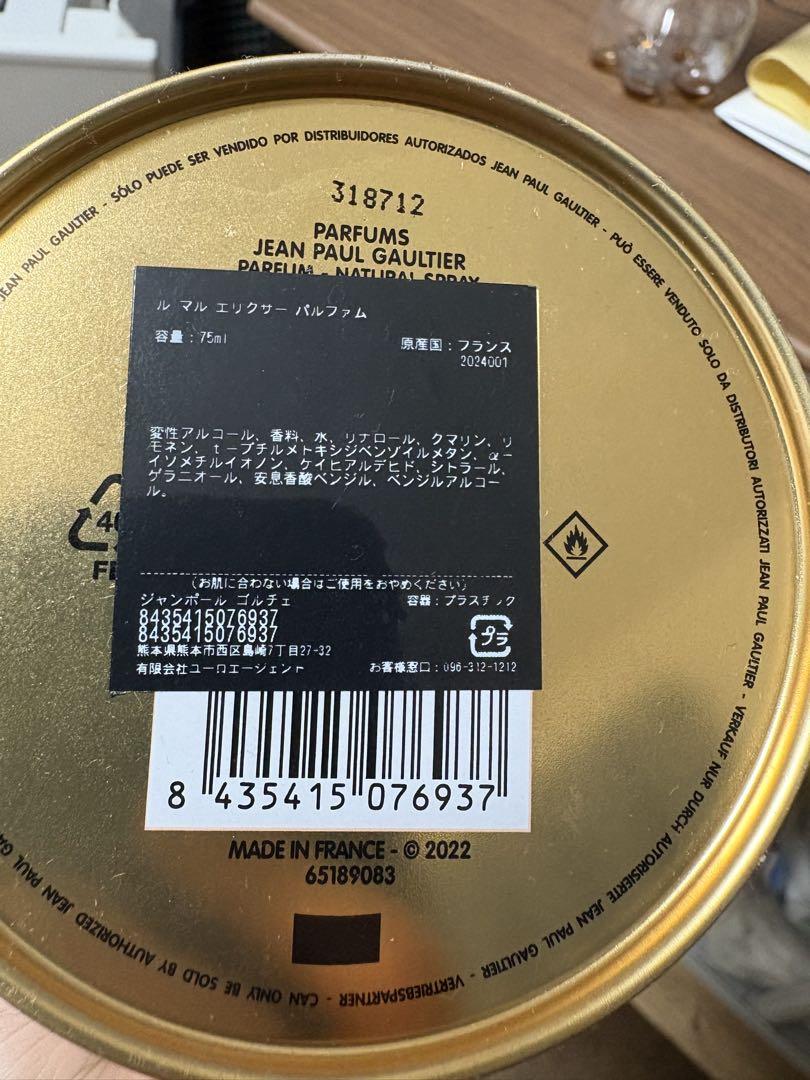 JEAN PAUL GAULTIER - SÓLO PUEDE SER VENDIDO POR DISTRIBUIDORES AUTORIZADOS JEAN PAUL GAULTIER - PUÒ ESSERE VENDUTO SOLO DA DISTRIBUTORI AUTORIZZATI JEAN PAUL GAULTIER - VERKAUF NUR DURCH AUTORISIERTE JEAN PAUL GAULTIER - VERTRIEBSPARTNER - CAN ONLY BE SOLD BY AUTHORIZED JEAN PAUL
318712
PARFUMS
JEAN PAUL GAULTIER
PARFUM - NATURAL SPRAY
ル マル エリクサー パルファム
容量：75ml
原産国：フランス
2024001
変性アルコール、香料、水、リナロール、クマリン、リ
モネン、t－ブチルメトキシジベンゾイルメタン、α－
イソメチルイオノン、ケイヒアルデヒド、シトラール、
ゲラニオール、安息香酸ベンジル、ベンジルアルコー
ル。
（お肌に合わない場合はご使用をおやめください）
ジャンポール ゴルチェ
容器：プラスチック
8435415076937
8435415076937
プラ
熊本県熊本市西区島崎7丁目27-32
有限会社ユーロエージェント
お客様窓口：096-312-1212
8 435415 076937
MADE IN FRANCE - © 2022
65189083